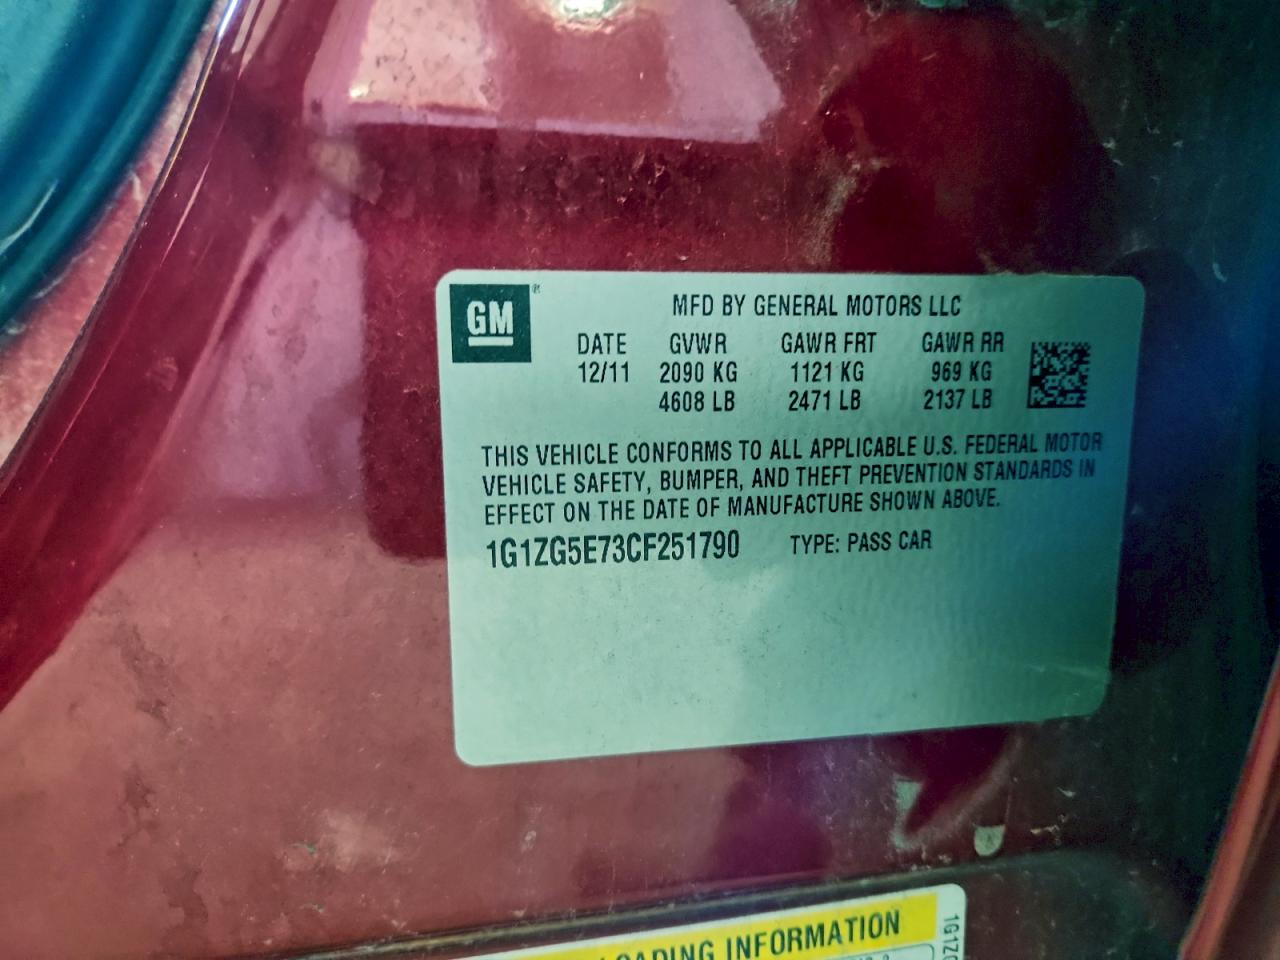 GM ®
MFD BY GENERAL MOTORS LLC
DATE GVWR GAWR FRT GAWR RR
12/11 2090 KG 1121 KG 969 KG
4608 LB 2471 LB 2137 LB
THIS VEHICLE CONFORMS TO ALL APPLICABLE U.S. FEDERAL MOTOR
VEHICLE SAFETY, BUMPER, AND THEFT PREVENTION STANDARDS IN
EFFECT ON THE DATE OF MANUFACTURE SHOWN ABOVE.
1G1ZG5E73CF251790 TYPE: PASS CAR
INFORMATION